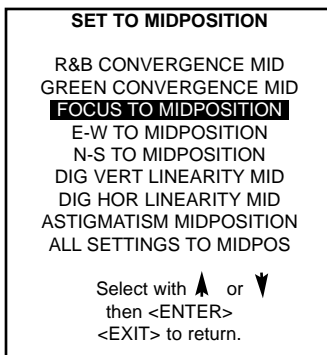 SET TO MIDPOSITION
R&B CONVERGENCE MID
GREEN CONVERGENCE MID
FOCUS TO MIDPOSITION
E-W TO MIDPOSITION
N-S TO MIDPOSITION
DIG VERT LINEARITY MID
DIG HOR LINEARITY MID
ASTIGMATISM MIDPOSITION
ALL SETTINGS TO MIDPOS
Select with or
then <ENTER>
<EXIT> to return.